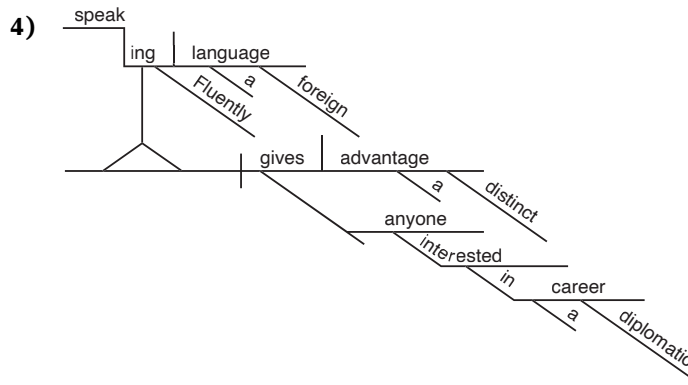 4)
speak
ing language
Fluently a foreign
gives advantage
a distinct
anyone
interested
in career
a diplomatic